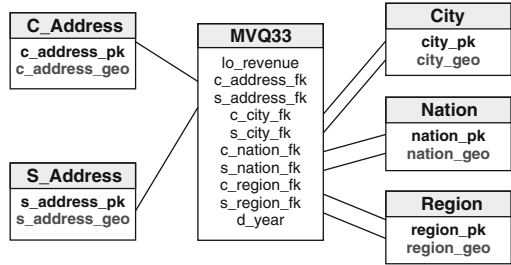 C_Address
c_address_pk
c_address_geo
S_Address
s_address_pk
s_address_geo
MVQ33
lo_revenue
c_address_fk
s_address_fk
c_city_fk
s_city_fk
c_nation_fk
s_nation_fk
c_region_fk
s_region_fk
d_year
City
city_pk
city_geo
Nation
nation_pk
nation_geo
Region
region_pk
region_geo